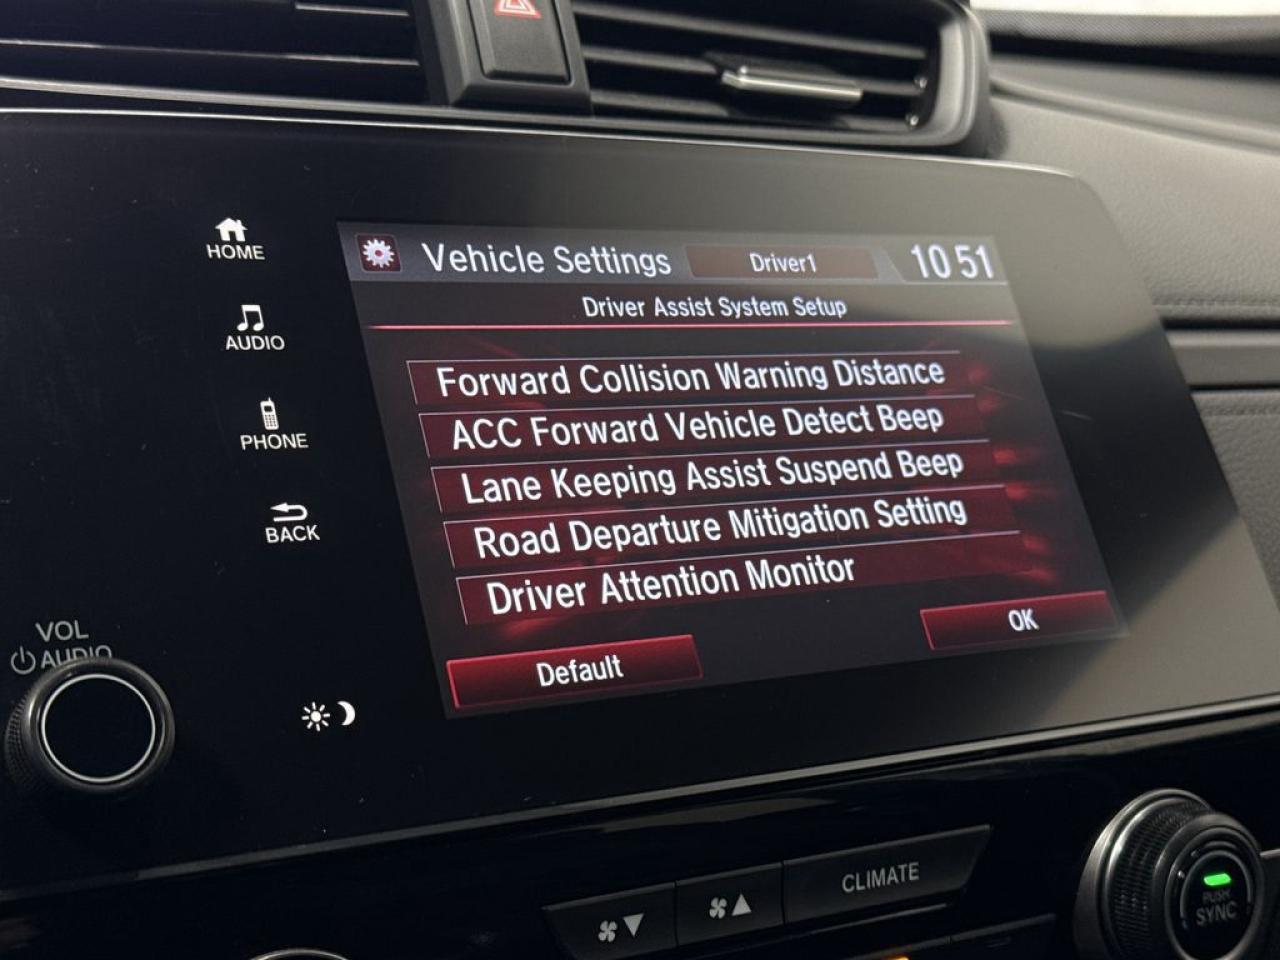 HOME
AUDIO
PHONE
BACK
VOL
AUDIO
Vehicle Settings
Driver1
10 51
Driver Assist System Setup
Forward Collision Warning Distance
ACC Forward Vehicle Detect Beep
Lane Keeping Assist Suspend Beep
Road Departure Mitigation Setting
Driver Attention Monitor
Default
OK
CLIMATE
PUSH
SYNC